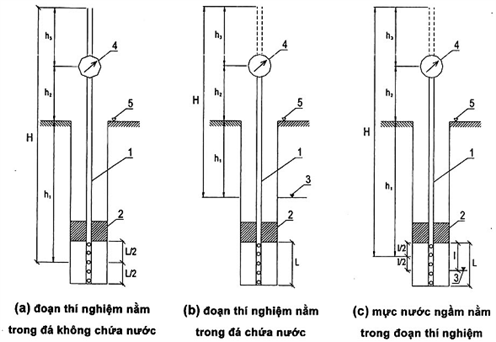 h₃
4
h₂
5
H
1
h₁
2
L/2
L/2
(a) đoạn thí nghiệm nằm
trong đá không chứa nước
h₃
4
H
h₂
5
h₁
1
3
2
L
(b) đoạn thí nghiệm nằm
trong đá chứa nước
h₃
4
h₂
5
H
1
h₁
2
l/2
l/2
l
L
3
(c) mực nước ngầm nằm
trong đoạn thí nghiệm